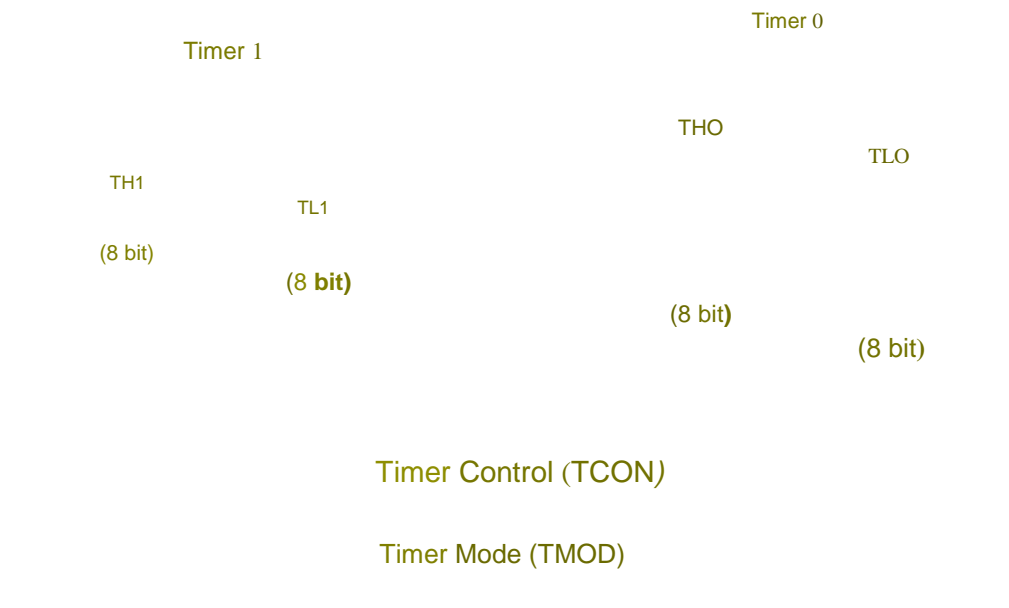 Timer 0
Timer 1
THO
TLO
TH1
TL1
(8 bit)
(8 bit)
(8 bit)
(8 bit)
Timer Control (TCON)
Timer Mode (TMOD)